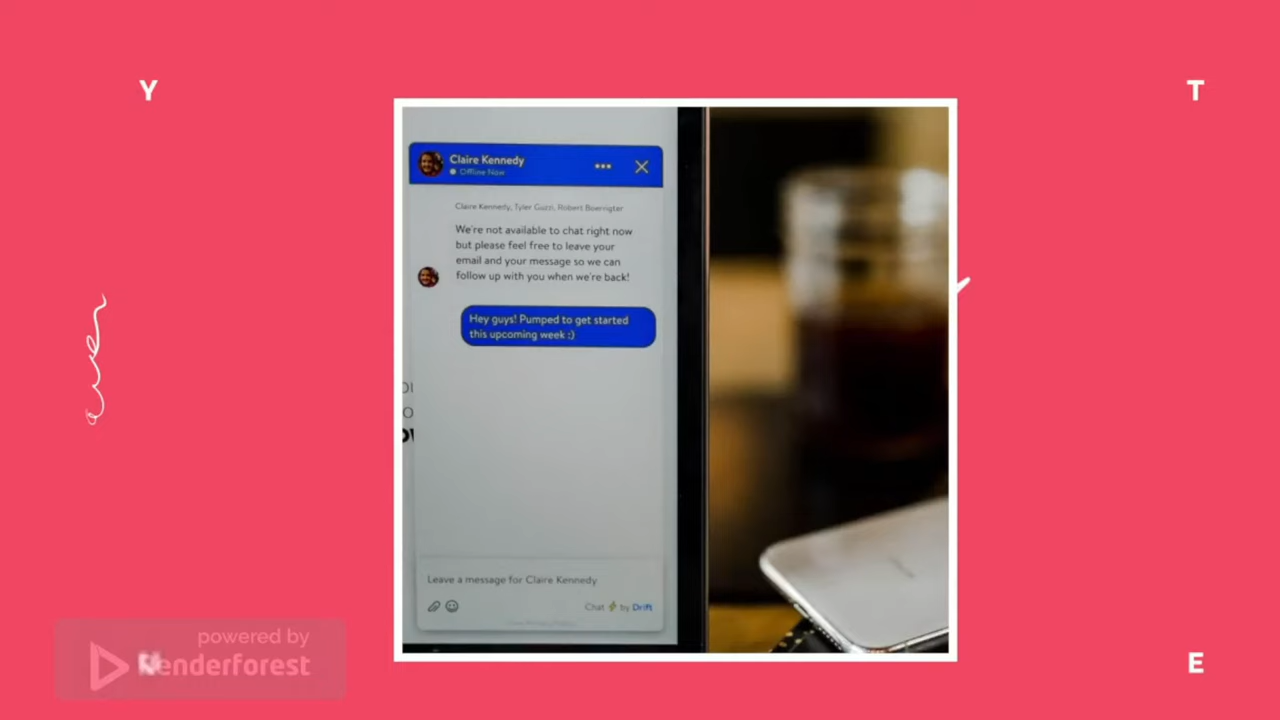 Y
T
Claire Kennedy
Offline Now
Claire Kennedy, Tyler Guzzi, Robert Boerrigter
We're not available to chat right now
but please feel free to leave your
email and your message so we can
follow up with you when we're back!
Hey guys! Pumped to get started
this upcoming week :)
Leave a message for Claire Kennedy
Chat ⚡ by Drift
powered by
Renderforest
E